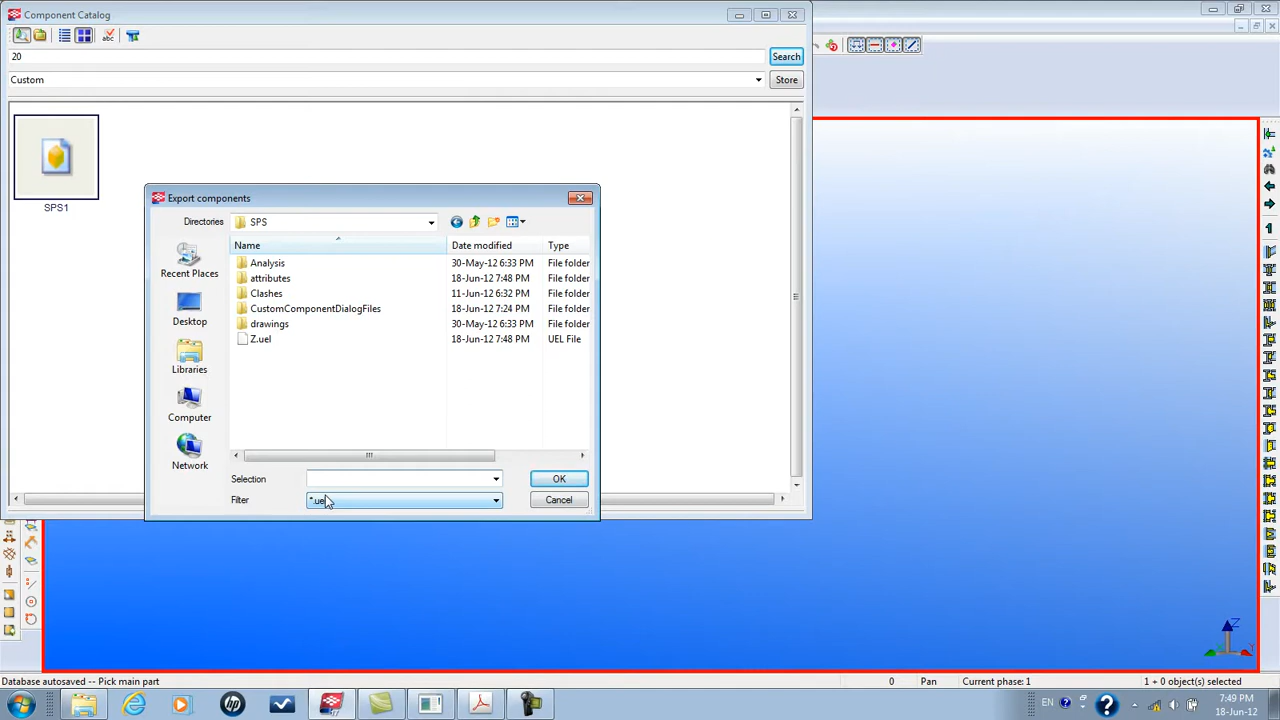 Component Catalog
20
Search
Custom
Store
SPS1
Export components
Directories
SPS
Name
Date modified
Type
Recent Places
Desktop
Libraries
Computer
Network
Analysis 30-May-12 6:33 PM File folder
attributes 18-Jun-12 7:48 PM File folder
Clashes 11-Jun-12 6:32 PM File folder
CustomComponentDialogFiles 18-Jun-12 7:24 PM File folder
drawings 30-May-12 6:33 PM File folder
Z.uel 18-Jun-12 7:48 PM UEL File
Selection
OK
Filter
*.uel
Cancel
Z
Database autosaved -- Pick main part
0
Pan
Current phase: 1
1 + 0 object(s) selected
EN
7:49 PM
18-Jun-12